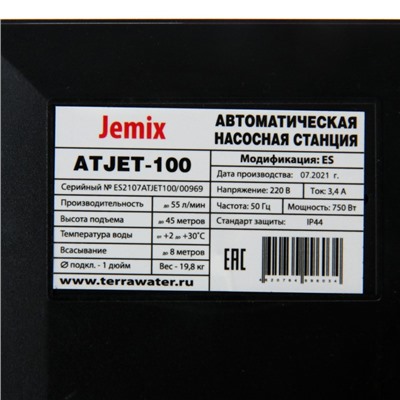 Jemix
АВТОМАТИЧЕСКАЯ
НАСОСНАЯ СТАНЦИЯ
ATJET-100
Модификация: ES
Дата производства: 07.2021 г.
Серийный № ES2107ATJET100/00969
Напряжение: 220 В Ток: 3,4 А
Производительность до 55 л/мин
Частота: 50 Гц Мощность: 750 Вт
Высота подъема до 45 метров
Стандарт защиты: IP44
Температура воды от +2 до +30°C
Всасывание до 8 метров
Ø подкл. - 1 дюйм Вес - 19,8 кг
EAC
www.terrawater.ru